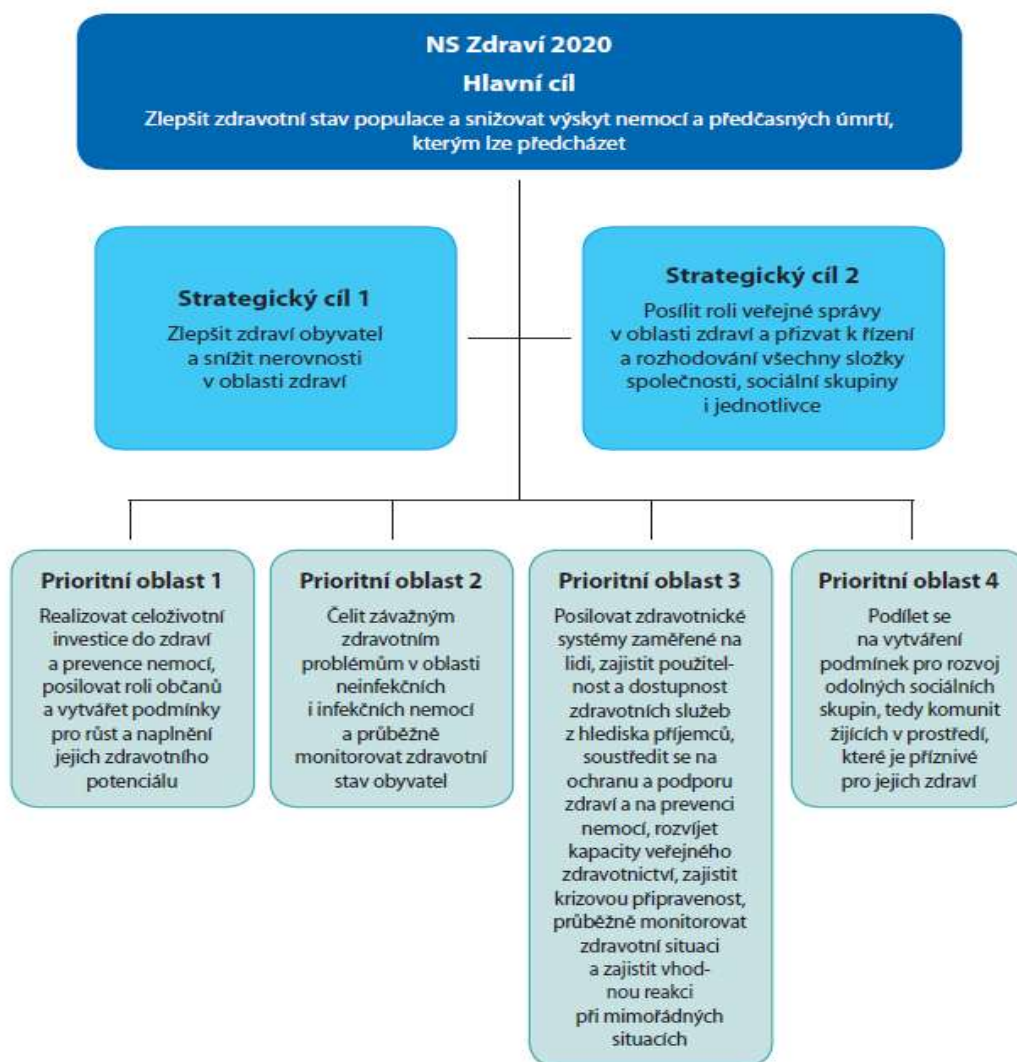 NS Zdraví 2020
Hlavní cíl
Zlepšit zdravotní stav populace a snižovat výskyt nemocí a předčasných úmrtí,
kterým lze předcházet
Strategický cíl 1
Zlepšit zdraví obyvatel
a snížit nerovnosti
v oblasti zdraví
Strategický cíl 2
Posílit roli veřejné správy
v oblasti zdraví a přizvat k řízení
a rozhodování všechny složky
společnosti, sociální skupiny
i jednotlivce
Prioritní oblast 1
Realizovat celoživotní
investice do zdraví
a prevence nemocí,
posilovat roli občanů
a vytvářet podmínky
pro růst a naplnění
jejich zdravotního
potenciálu
Prioritní oblast 2
Čelit závažným
zdravotním
problémům v oblasti
neinfekčních
i infekčních nemocí
a průběžně
monitorovat zdravotní
stav obyvatel
Prioritní oblast 3
Posilovat zdravotnické
systémy zaměřené na
lidi, zajistit použitel-
nost a dostupnost
zdravotních služeb
z hlediska příjemců,
soustředit se na
ochranu a podporu
zdraví a na prevenci
nemocí, rozvíjet
kapacity veřejného
zdravotnictví, zajistit
krizovou připravenost,
průběžně monitorovat
zdravotní situaci
a zajistit vhod-
nou reakci
při mimořádných
situacích
Prioritní oblast 4
Podílet se
na vytváření
podmínek pro rozvoj
odolných sociálních
skupin, tedy komunit
žijících v prostředí,
které je příznivé
pro jejich zdraví